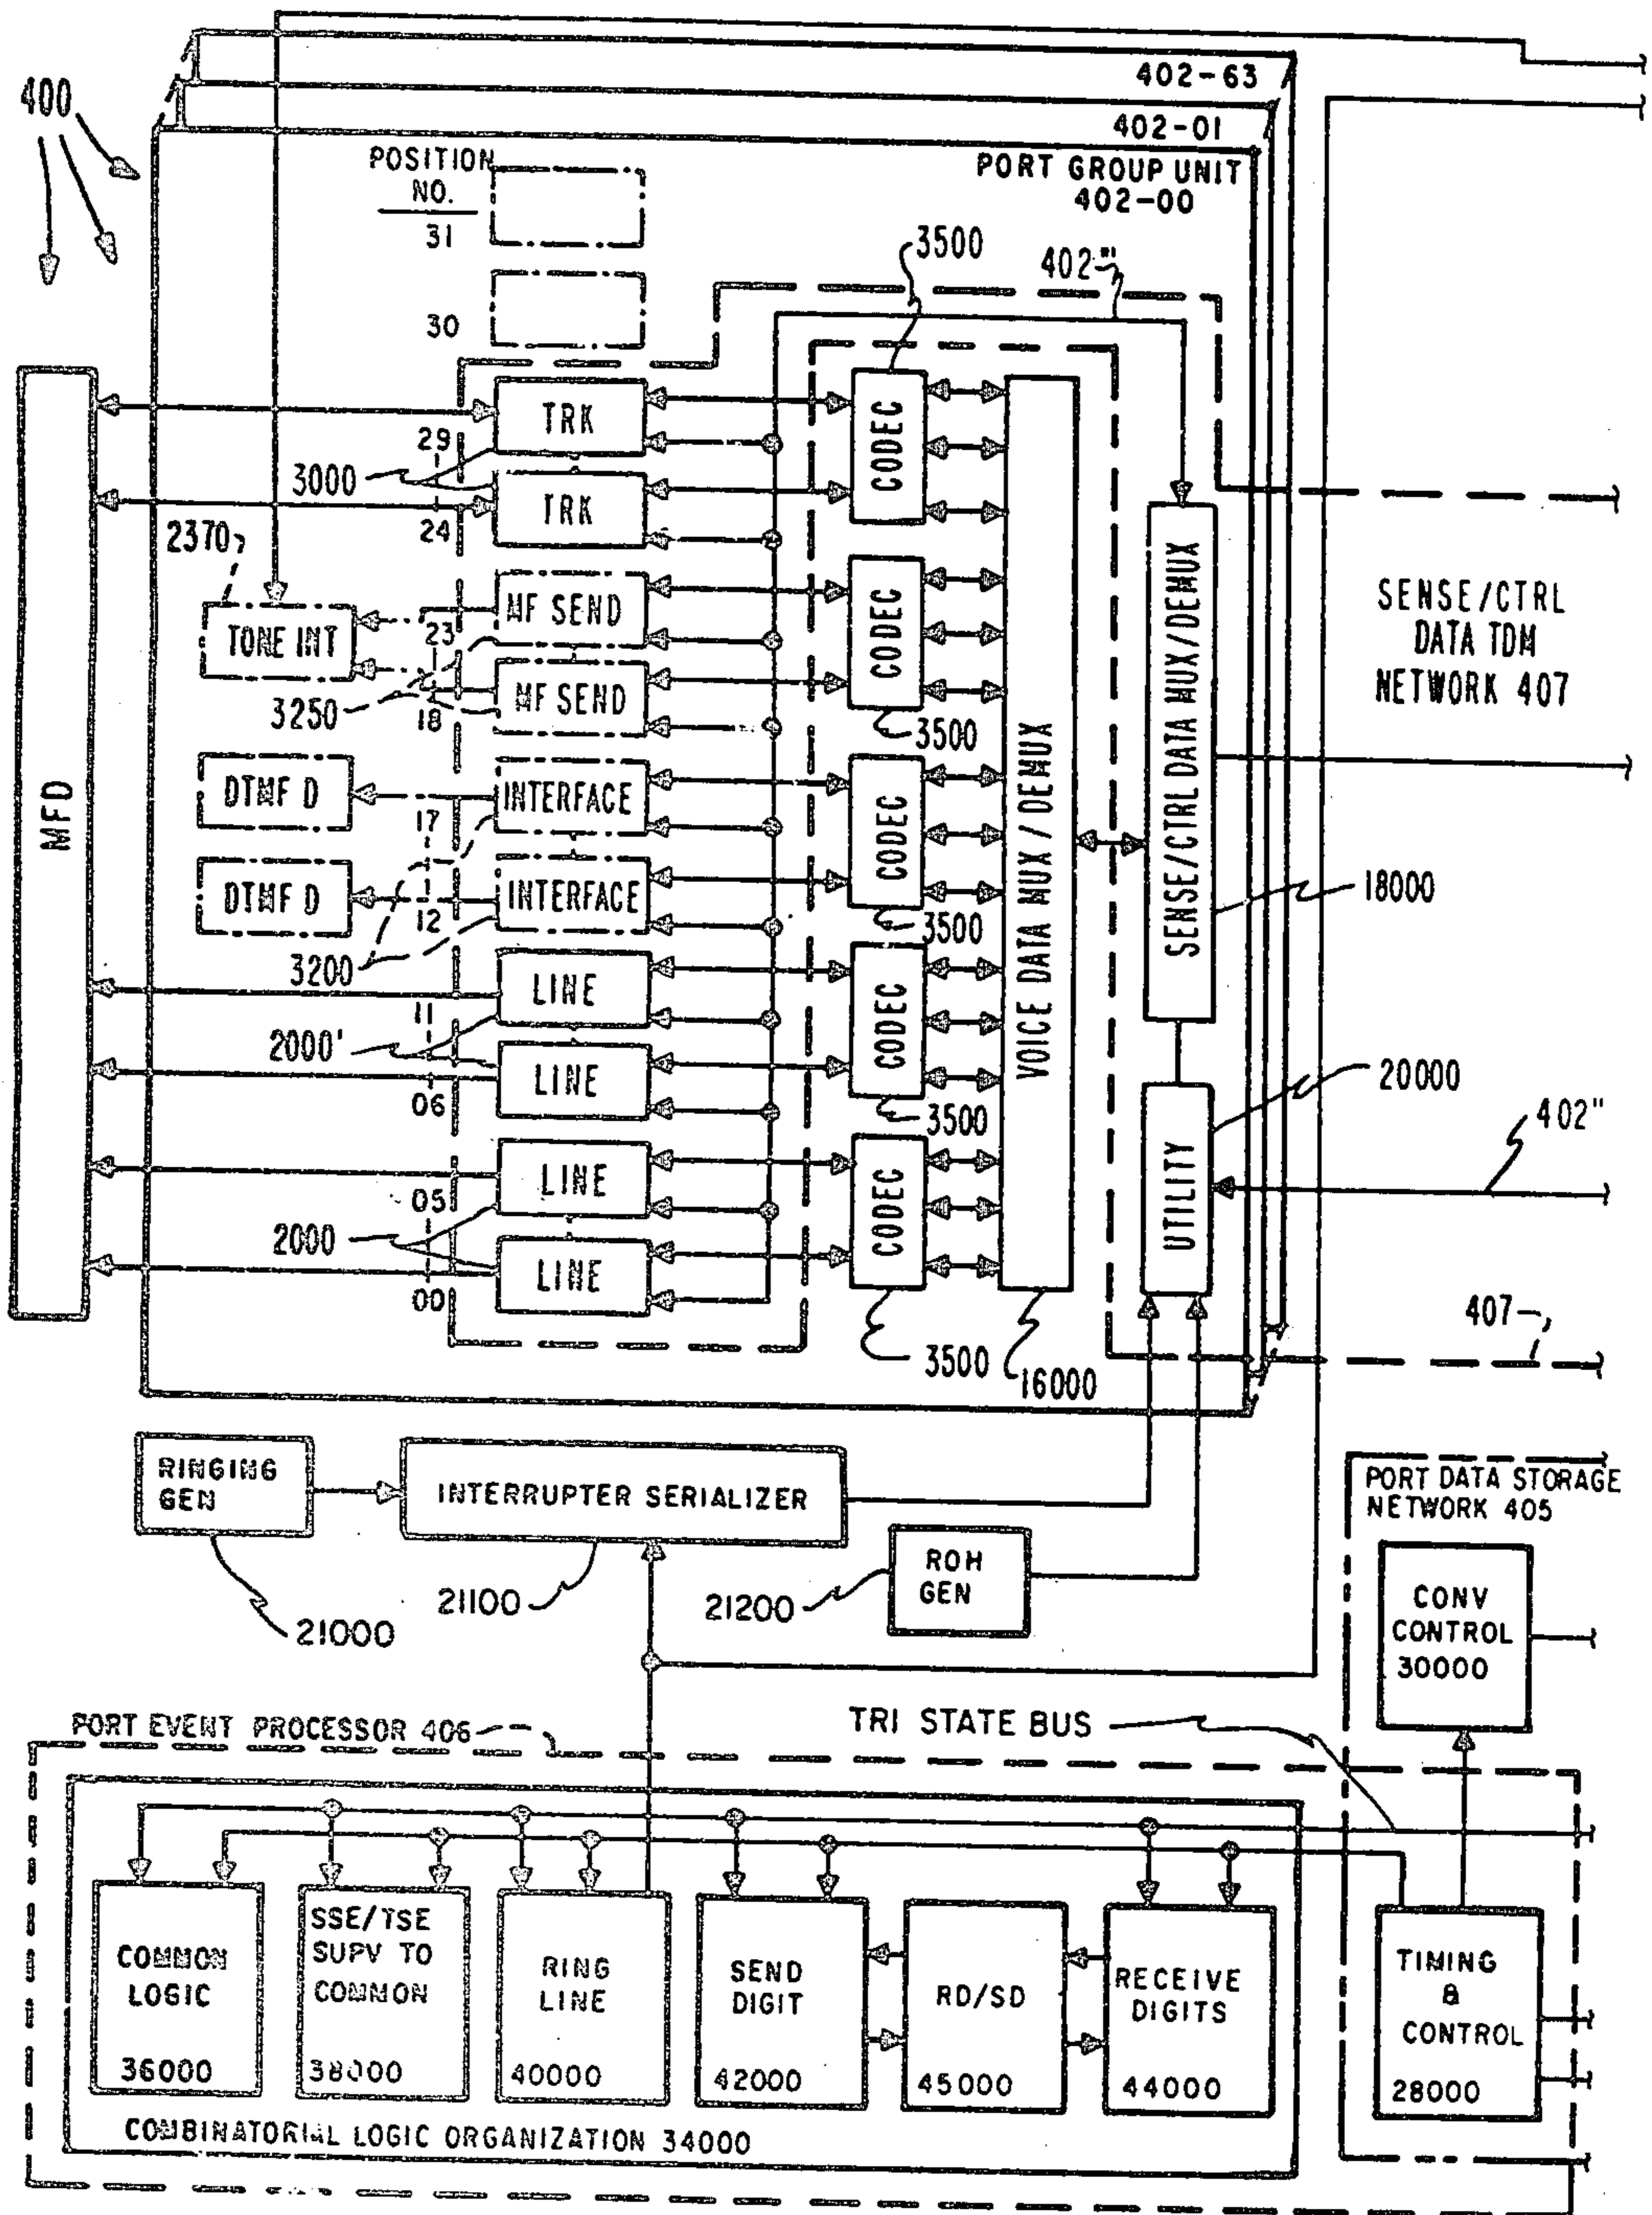 400
402-63
402-01
PORT GROUP UNIT
402-00
POSITION
NO.
31
30
3500
402'''
MFD
TRK
29
3000
TRK
24
CODEC
2370
TONE INT
MF SEND
23
3250
MF SEND
18
CODEC
3500
SENSE/CTRL
DATA TDM
NETWORK 407
DTMF D
INTERFACE
17
DTMF D
INTERFACE
12
3200
CODEC
3500
VOICE DATA MUX / DEMUX
SENSE/CTRL DATA MUX/DEMUX
18000
LINE
11
2000'
LINE
06
CODEC
3500
20000
402''
LINE
05
2000
LINE
00
CODEC
3500
16000
UTILITY
407
RINGING
GEN
21000
INTERRUPTER SERIALIZER
21100
ROH
GEN
21200
PORT DATA STORAGE
NETWORK 405
CONV
CONTROL
30000
PORT EVENT PROCESSOR 406
TRI STATE BUS
COMMON
LOGIC
36000
SSE/TSE
SUPV TO
COMMON
38000
RING
LINE
40000
SEND
DIGIT
42000
RD/SD
45000
RECEIVE
DIGITS
44000
TIMING
&
CONTROL
28000
COMBINATORIAL LOGIC ORGANIZATION 34000